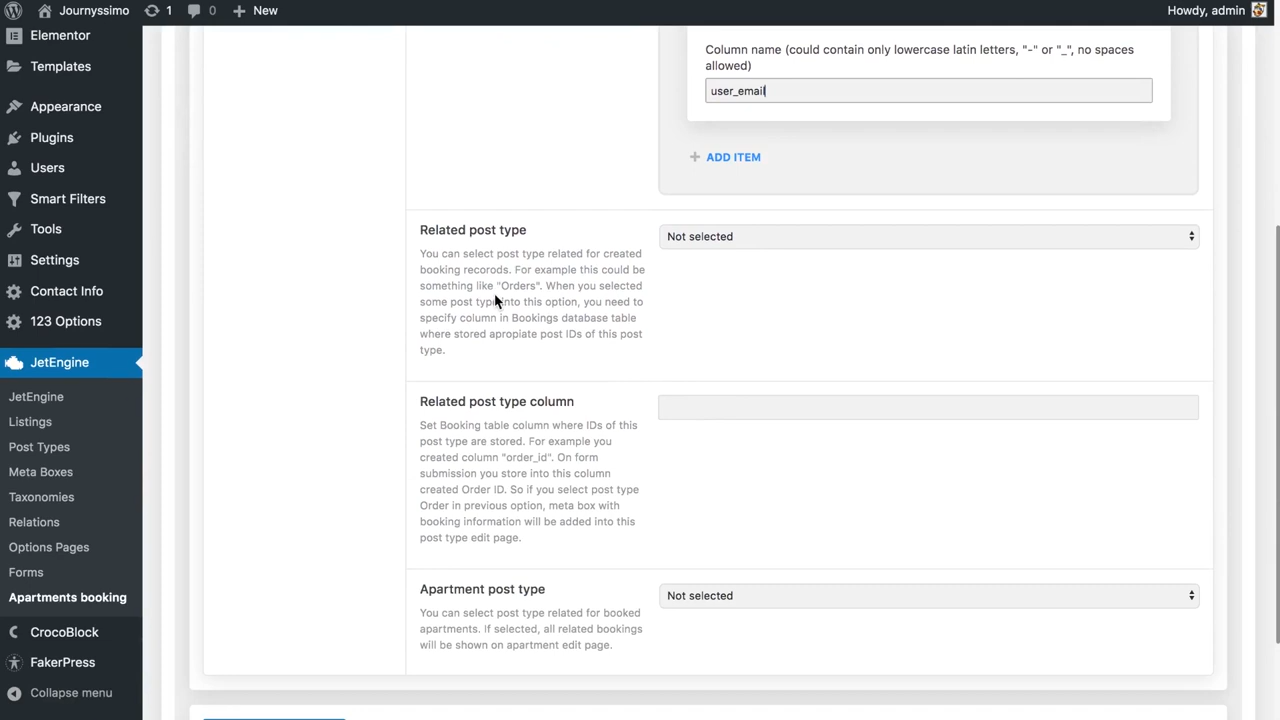 Journyssimo 1 0 New Howdy, admin
Elementor
Templates
Appearance
Plugins
Users
Smart Filters
Tools
Settings
Contact Info
123 Options
JetEngine
JetEngine
Listings
Post Types
Meta Boxes
Taxonomies
Relations
Options Pages
Forms
Apartments booking
CrocoBlock
FakerPress
Collapse menu
Column name (could contain only lowercase latin letters, "-" or "_", no spaces
allowed)
user_email
ADD ITEM
Related post type
You can select post type related for created
booking recorods. For example this could be
something like "Orders". When you selected
some post type into this option, you need to
specify column in Bookings database table
where stored apropiate post IDs of this post
type.
Not selected
Related post type column
Set Booking table column where IDs of this
post type are stored. For example you
created column "order_id". On form
submission you store into this column
created Order ID. So if you select post type
Order in previous option, meta box with
booking information will be added into this
post type edit page.
Apartment post type
You can select post type related for booked
apartments. If selected, all related bookings
will be shown on apartment edit page.
Not selected